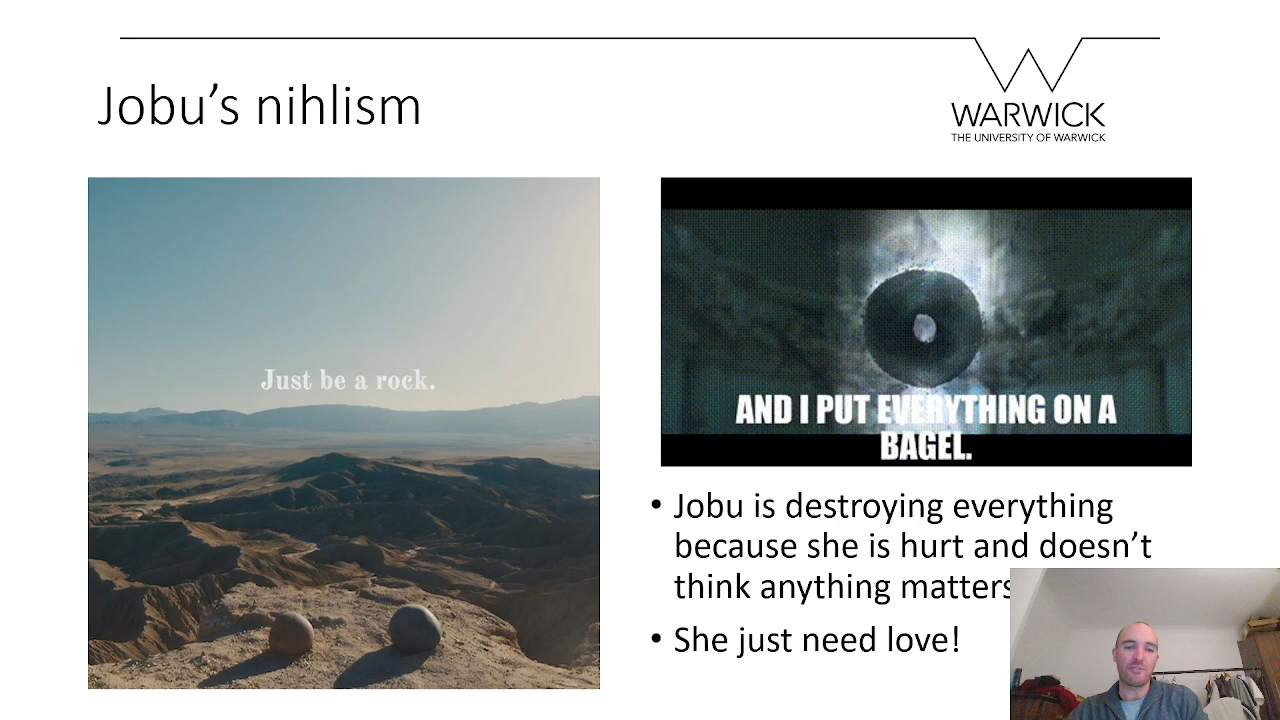 Jobu’s nihlism
WARWICK
THE UNIVERSITY OF WARWICK
Just be a rock.
AND I PUT EVERYTHING ON A
BAGEL.
• Jobu is destroying everything
because she is hurt and doesn’t
think anything matters
• She just need love!